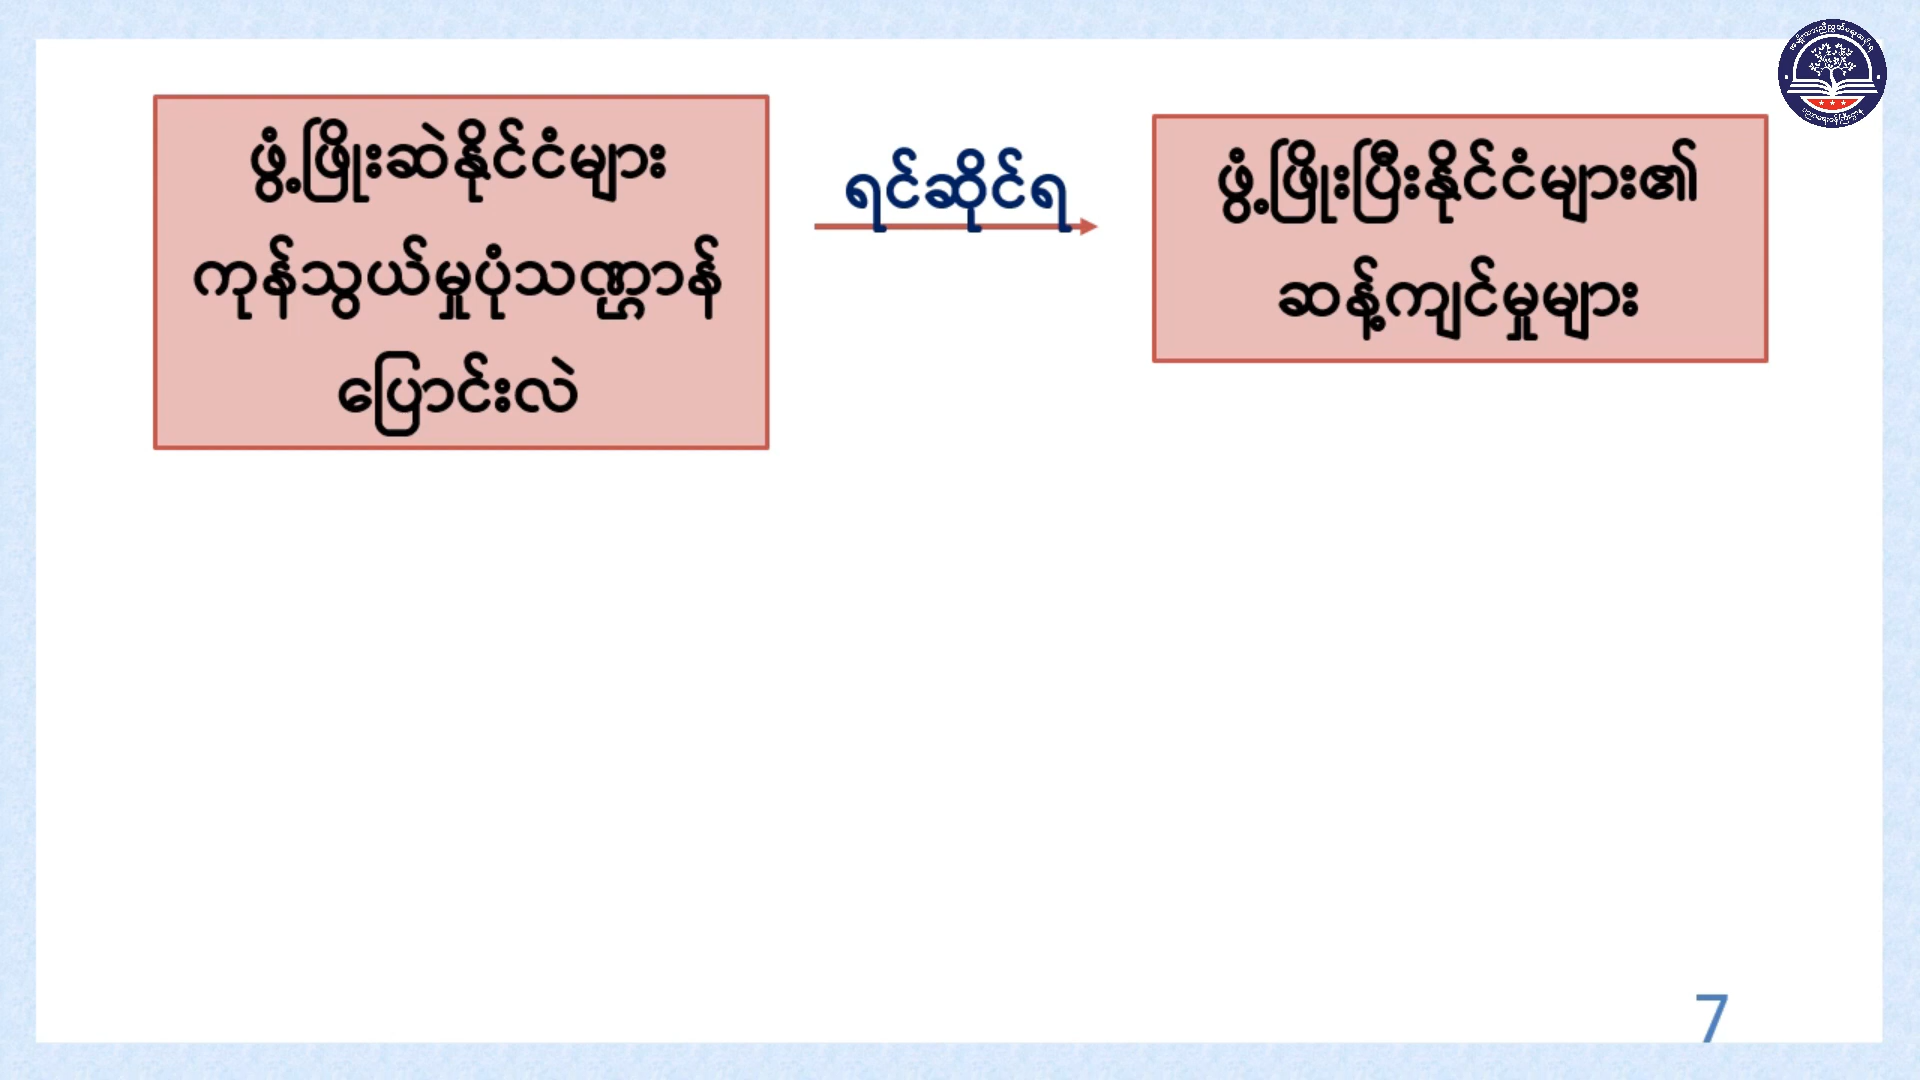 ဖွံ့ဖြိုးဆဲနိုင်ငံများ
ကုန်သွယ်မှုပုံသဏ္ဌာန်
ပြောင်းလဲ
ရင်ဆိုင်ရ
ဖွံ့ဖြိုးပြီးနိုင်ငံများ၏
ဆန့်ကျင်မှုများ
7